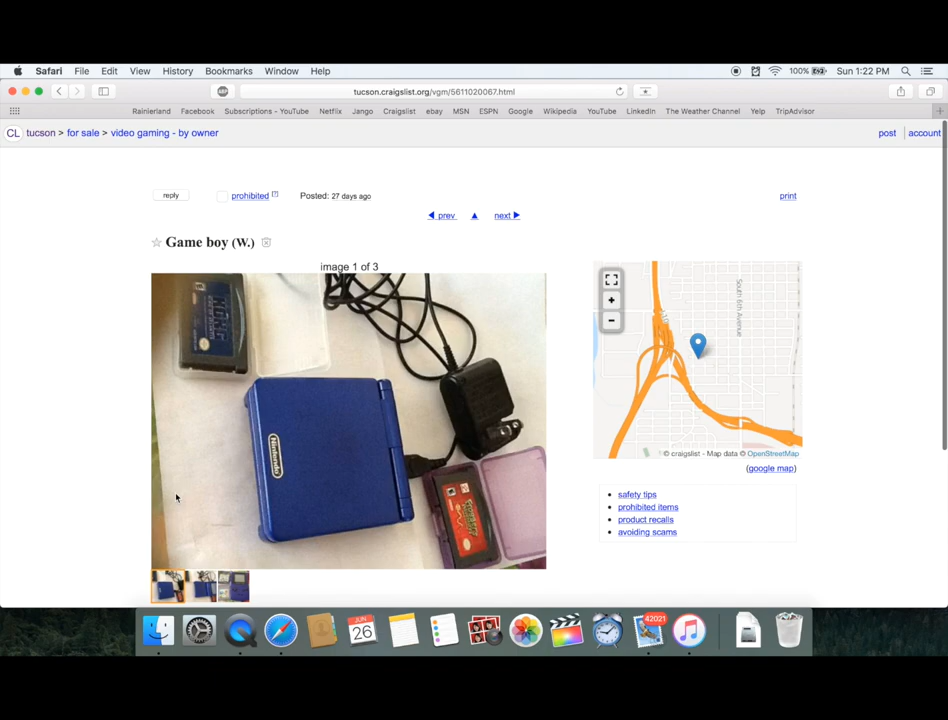 Safari File Edit View History Bookmarks Window Help 100% Sun 1:22 PM
tucson.craigslist.org/vgm/5611020067.html
Rainierland Facebook Subscriptions – YouTube Netflix Jango Craigslist ebay MSN ESPN Google Wikipedia YouTube Linkedin The Weather Channel Yelp TripAdvisor
CL tucson > for sale > video gaming - by owner post account
reply prohibited [?] Posted: 27 days ago print
◀ prev ▲ next ▶
☆ Game boy (W.)
image 1 of 3
Nintendo
South 6th Avenue
+
−
© craigslist - Map data © OpenStreetMap
(google map)
• safety tips
• prohibited items
• product recalls
• avoiding scams
JUN
26
42021